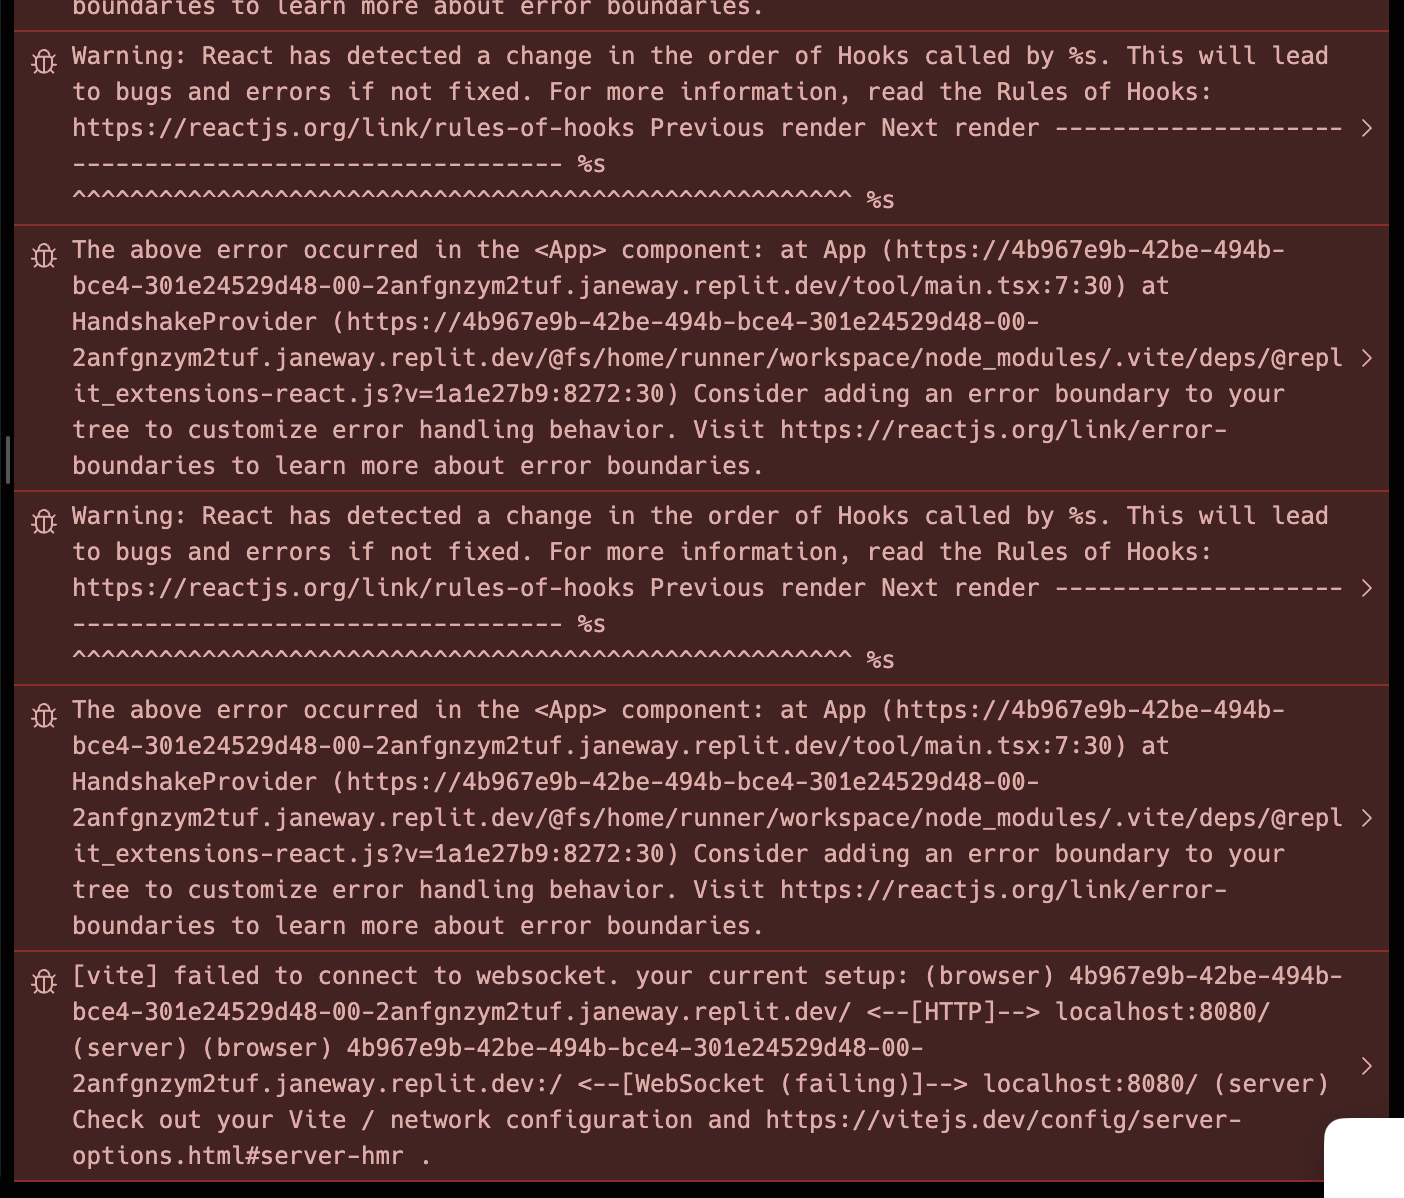 boundaries to learn more about error boundaries.
Warning: React has detected a change in the order of Hooks called by %s. This will lead
to bugs and errors if not fixed. For more information, read the Rules of Hooks:
https://reactjs.org/link/rules-of-hooks Previous render Next render --------------------
---------------------------------- %s
^^^^^^^^^^^^^^^^^^^^^^^^^^^^^^^^^^^^^^^^^^^^^^^^^^^^^^ %s
The above error occurred in the <App> component: at App (https://4b967e9b-42be-494b-
bce4-301e24529d48-00-2anfgnzym2tuf.janeway.replit.dev/tool/main.tsx:7:30) at
HandshakeProvider (https://4b967e9b-42be-494b-bce4-301e24529d48-00-
2anfgnzym2tuf.janeway.replit.dev/@fs/home/runner/workspace/node_modules/.vite/deps/@repl
it_extensions-react.js?v=1a1e27b9:8272:30) Consider adding an error boundary to your
tree to customize error handling behavior. Visit https://reactjs.org/link/error-
boundaries to learn more about error boundaries.
Warning: React has detected a change in the order of Hooks called by %s. This will lead
to bugs and errors if not fixed. For more information, read the Rules of Hooks:
https://reactjs.org/link/rules-of-hooks Previous render Next render --------------------
---------------------------------- %s
^^^^^^^^^^^^^^^^^^^^^^^^^^^^^^^^^^^^^^^^^^^^^^^^^^^^^^ %s
The above error occurred in the <App> component: at App (https://4b967e9b-42be-494b-
bce4-301e24529d48-00-2anfgnzym2tuf.janeway.replit.dev/tool/main.tsx:7:30) at
HandshakeProvider (https://4b967e9b-42be-494b-bce4-301e24529d48-00-
2anfgnzym2tuf.janeway.replit.dev/@fs/home/runner/workspace/node_modules/.vite/deps/@repl
it_extensions-react.js?v=1a1e27b9:8272:30) Consider adding an error boundary to your
tree to customize error handling behavior. Visit https://reactjs.org/link/error-
boundaries to learn more about error boundaries.
[vite] failed to connect to websocket. your current setup: (browser) 4b967e9b-42be-494b-
bce4-301e24529d48-00-2anfgnzym2tuf.janeway.replit.dev/ <--[HTTP]--> localhost:8080/
(server) (browser) 4b967e9b-42be-494b-bce4-301e24529d48-00-
2anfgnzym2tuf.janeway.replit.dev:/ <--[WebSocket (failing)]--> localhost:8080/ (server)
Check out your Vite / network configuration and https://vitejs.dev/config/server-
options.html#server-hmr .